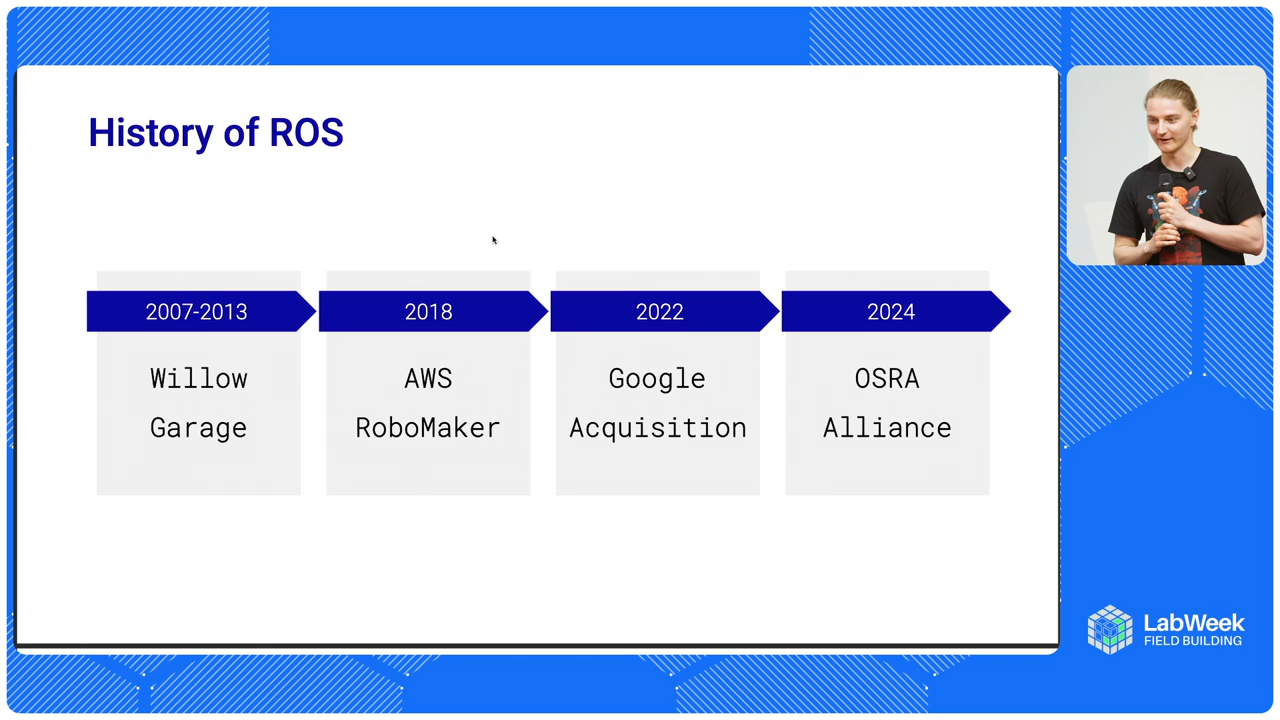 History of ROS
2007-2013
Willow
Garage
2018
AWS
RoboMaker
2022
Google
Acquisition
2024
OSRA
Alliance
LabWeek
FIELD BUILDING